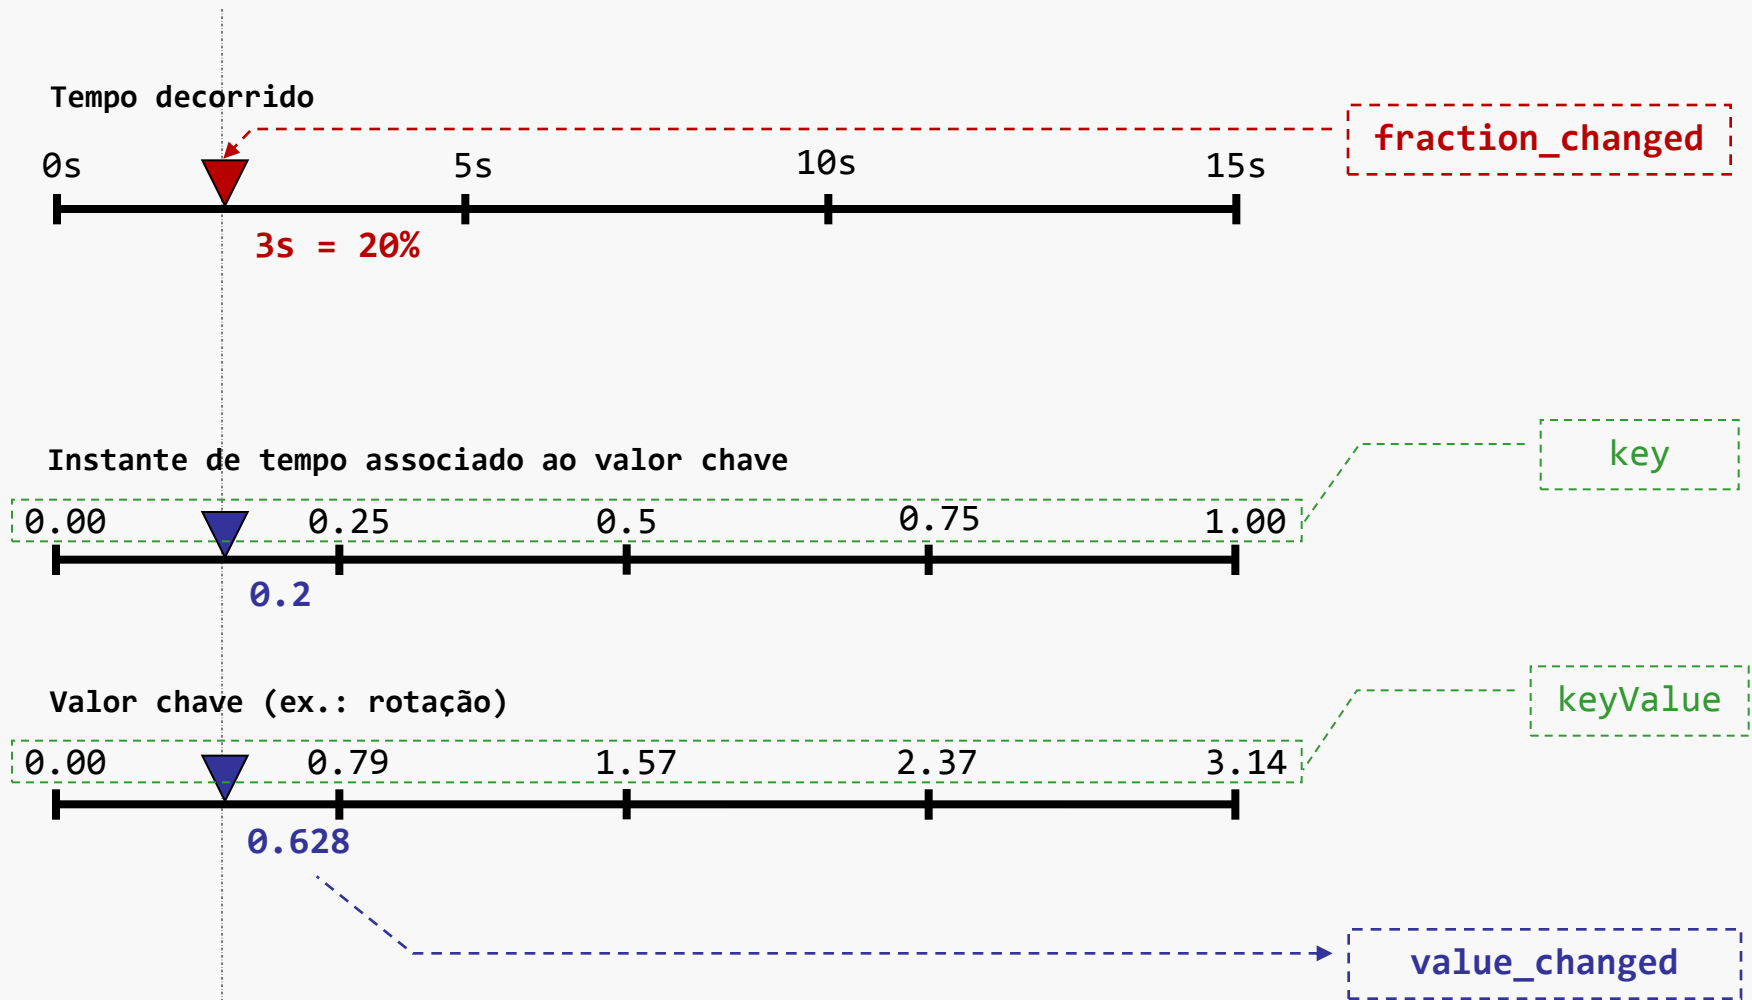 Tempo decorrido
fraction_changed
0s 5s 10s 15s
3s = 20%
key
Instante de tempo associado ao valor chave
0.00 0.25 0.5 0.75 1.00
0.2
keyValue
Valor chave (ex.: rotação)
0.00 0.79 1.57 2.37 3.14
0.628
value_changed